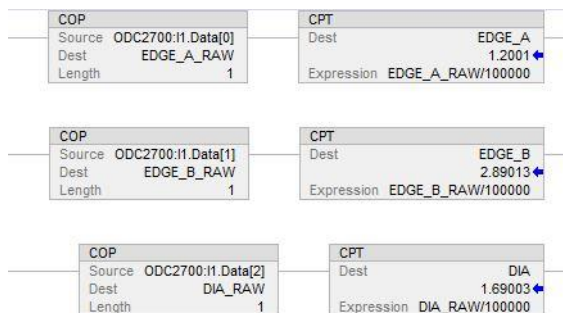 COP
Source ODC2700:I1.Data[0]
Dest EDGE_A_RAW
Length 1
CPT
Dest EDGE_A
1.2001
Expression EDGE_A_RAW/100000
COP
Source ODC2700:I1.Data[1]
Dest EDGE_B_RAW
Length 1
CPT
Dest EDGE_B
2.89013
Expression EDGE_B_RAW/100000
COP
Source ODC2700:I1.Data[2]
Dest DIA_RAW
Length 1
CPT
Dest DIA
1.69003
Expression DIA_RAW/100000